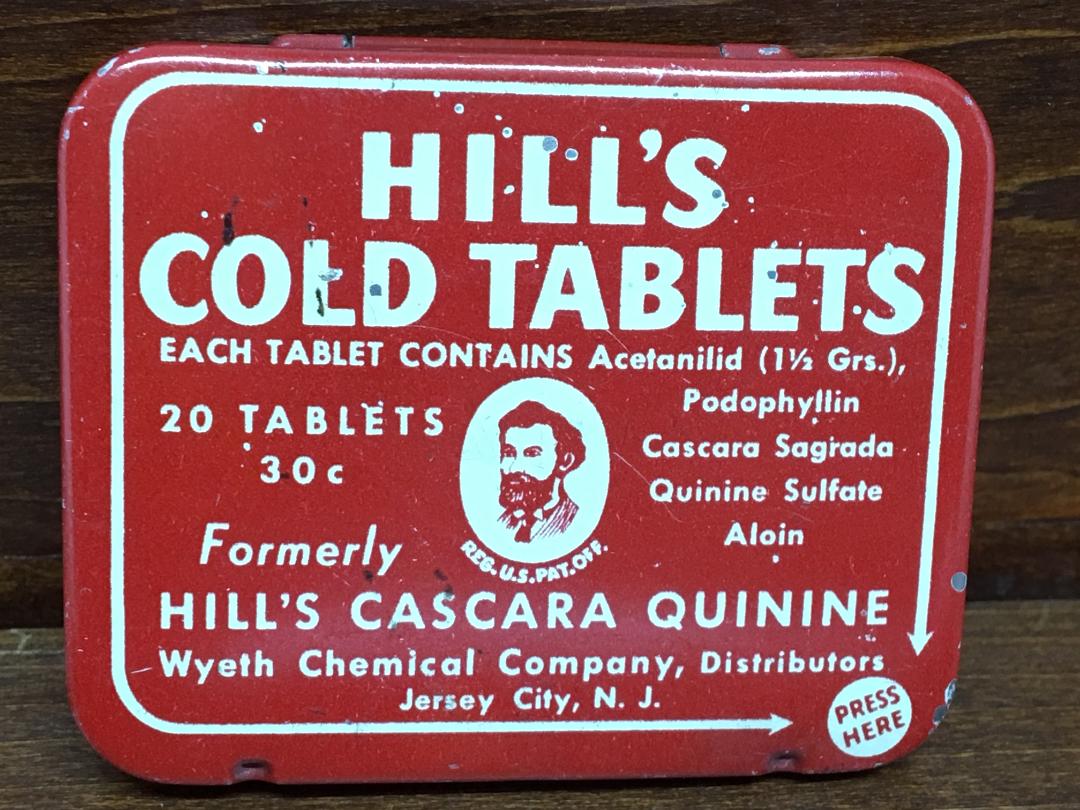 HILL'S
COLD TABLETS
EACH TABLET CONTAINS Acetanilid (1½ Grs.),
Podophyllin
Cascara Sagrada
Quinine Sulfate
Aloin
20 TABLETS
30c
REG. U.S. PAT. OFF.
Formerly
HILL'S CASCARA QUININE
Wyeth Chemical Company, Distributors
Jersey City, N. J.
PRESS
HERE